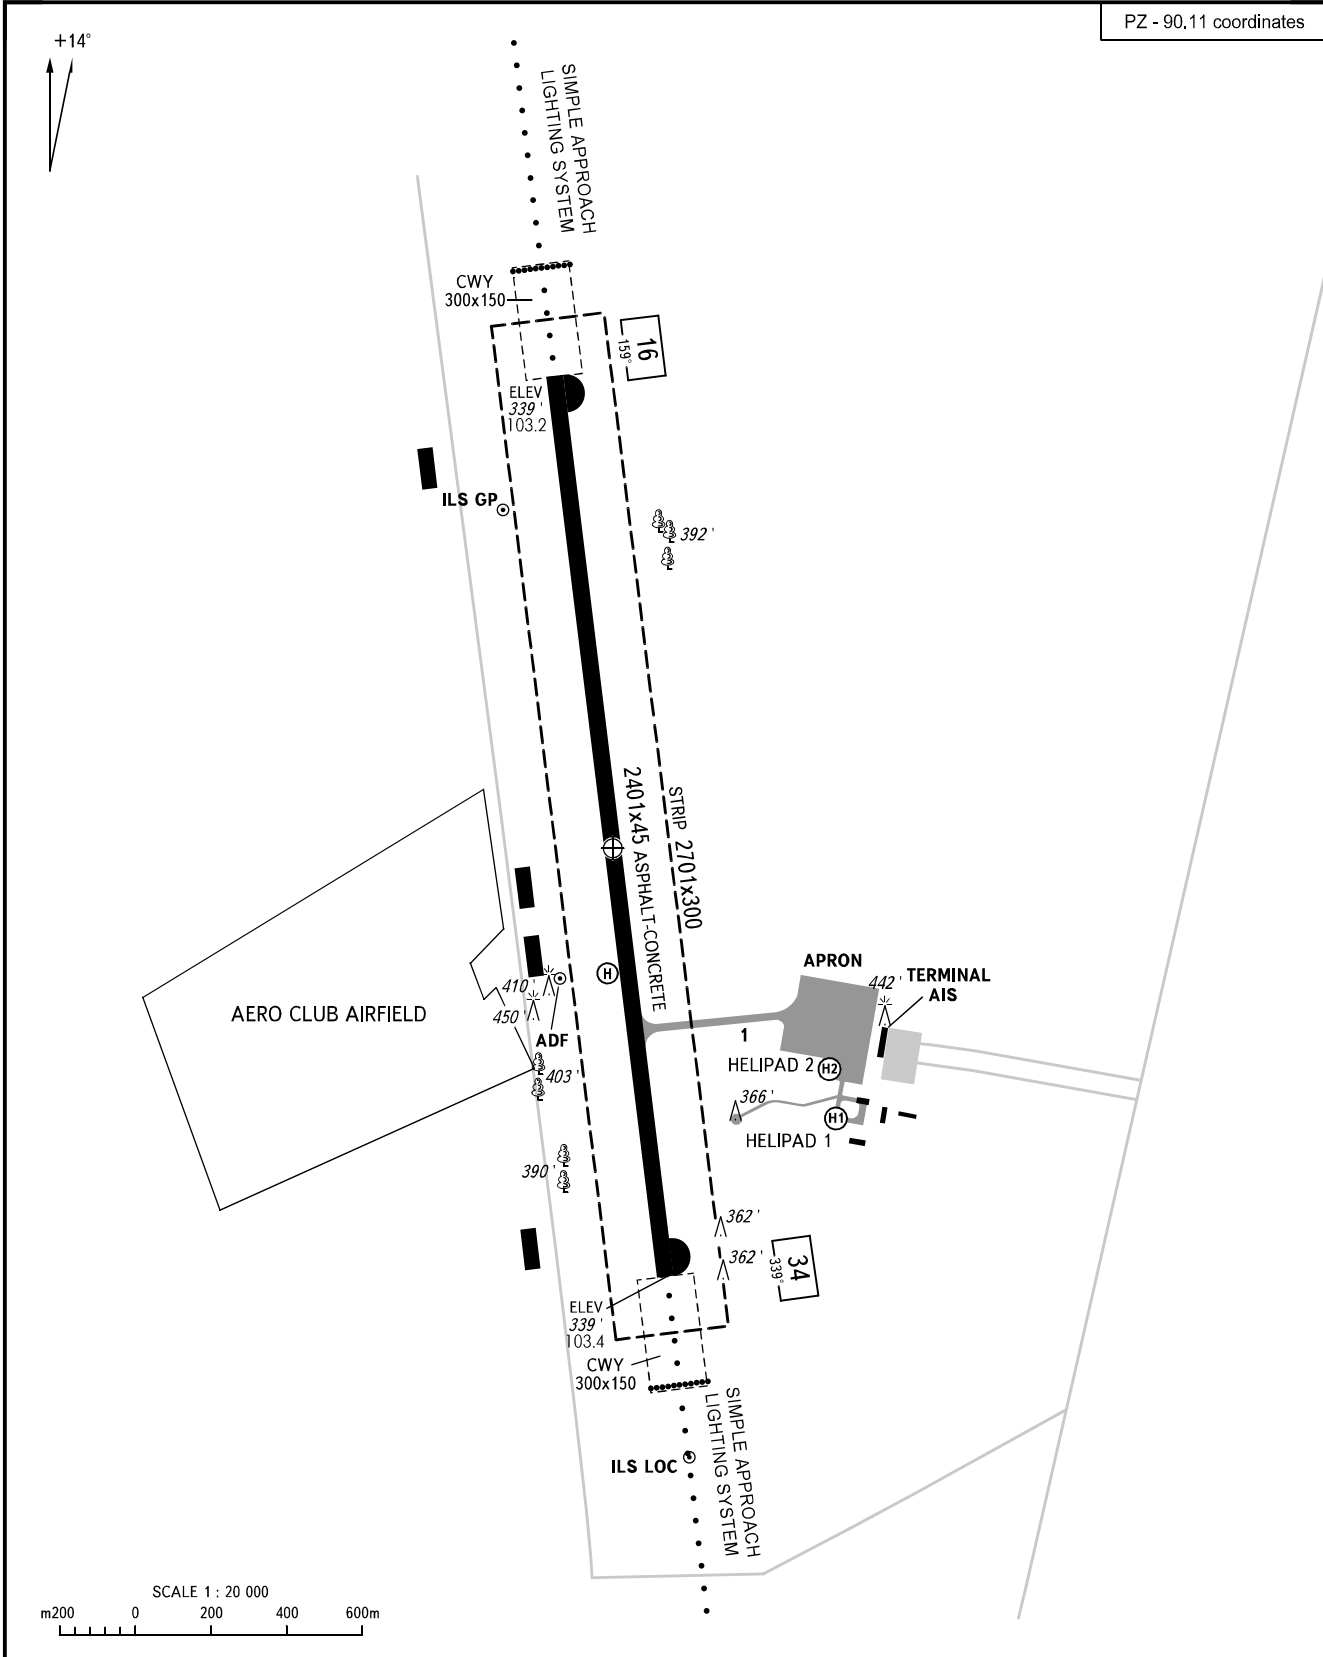 PZ - 90.11 coordinates
+14°
SIMPLE APPROACH
LIGHTING SYSTEM
CWY
300x150
16
159°
ELEV
339 '
103.2
ILS GP
392 '
2401x45 ASPHALT-CONCRETE
STRIP 2701x300
H
410 '
450 '
ADF
AERO CLUB AIRFIELD
403 '
390 '
APRON
442 '
TERMINAL
AIS
1
HELIPAD 2
H2
366 '
H1
HELIPAD 1
362 '
362 '
34
339°
ELEV
339 '
103.4
CWY
300x150
SIMPLE APPROACH
LIGHTING SYSTEM
ILS LOC
SCALE 1 : 20 000
m200 0 200 400 600m